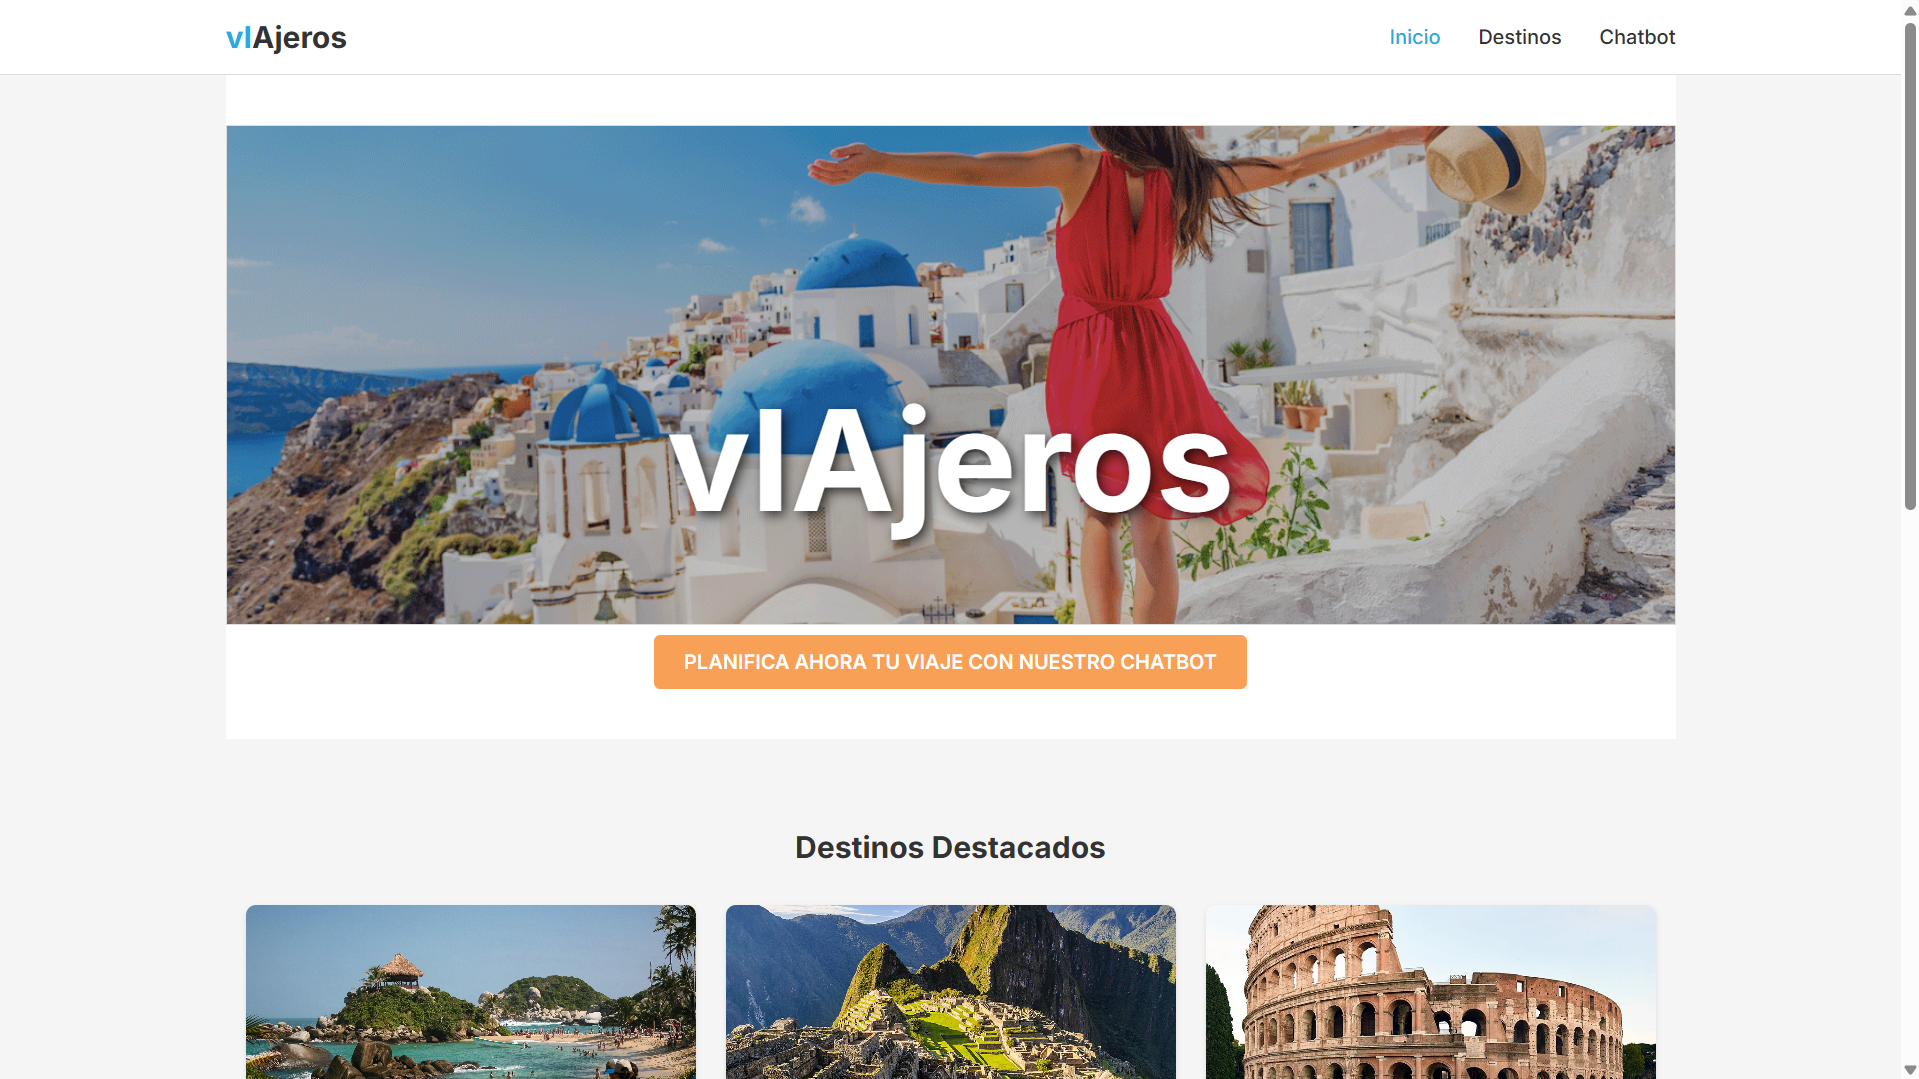 vIAjeros
Inicio
Destinos
Chatbot
vIAjeros
PLANIFICA AHORA TU VIAJE CON NUESTRO CHATBOT
Destinos Destacados